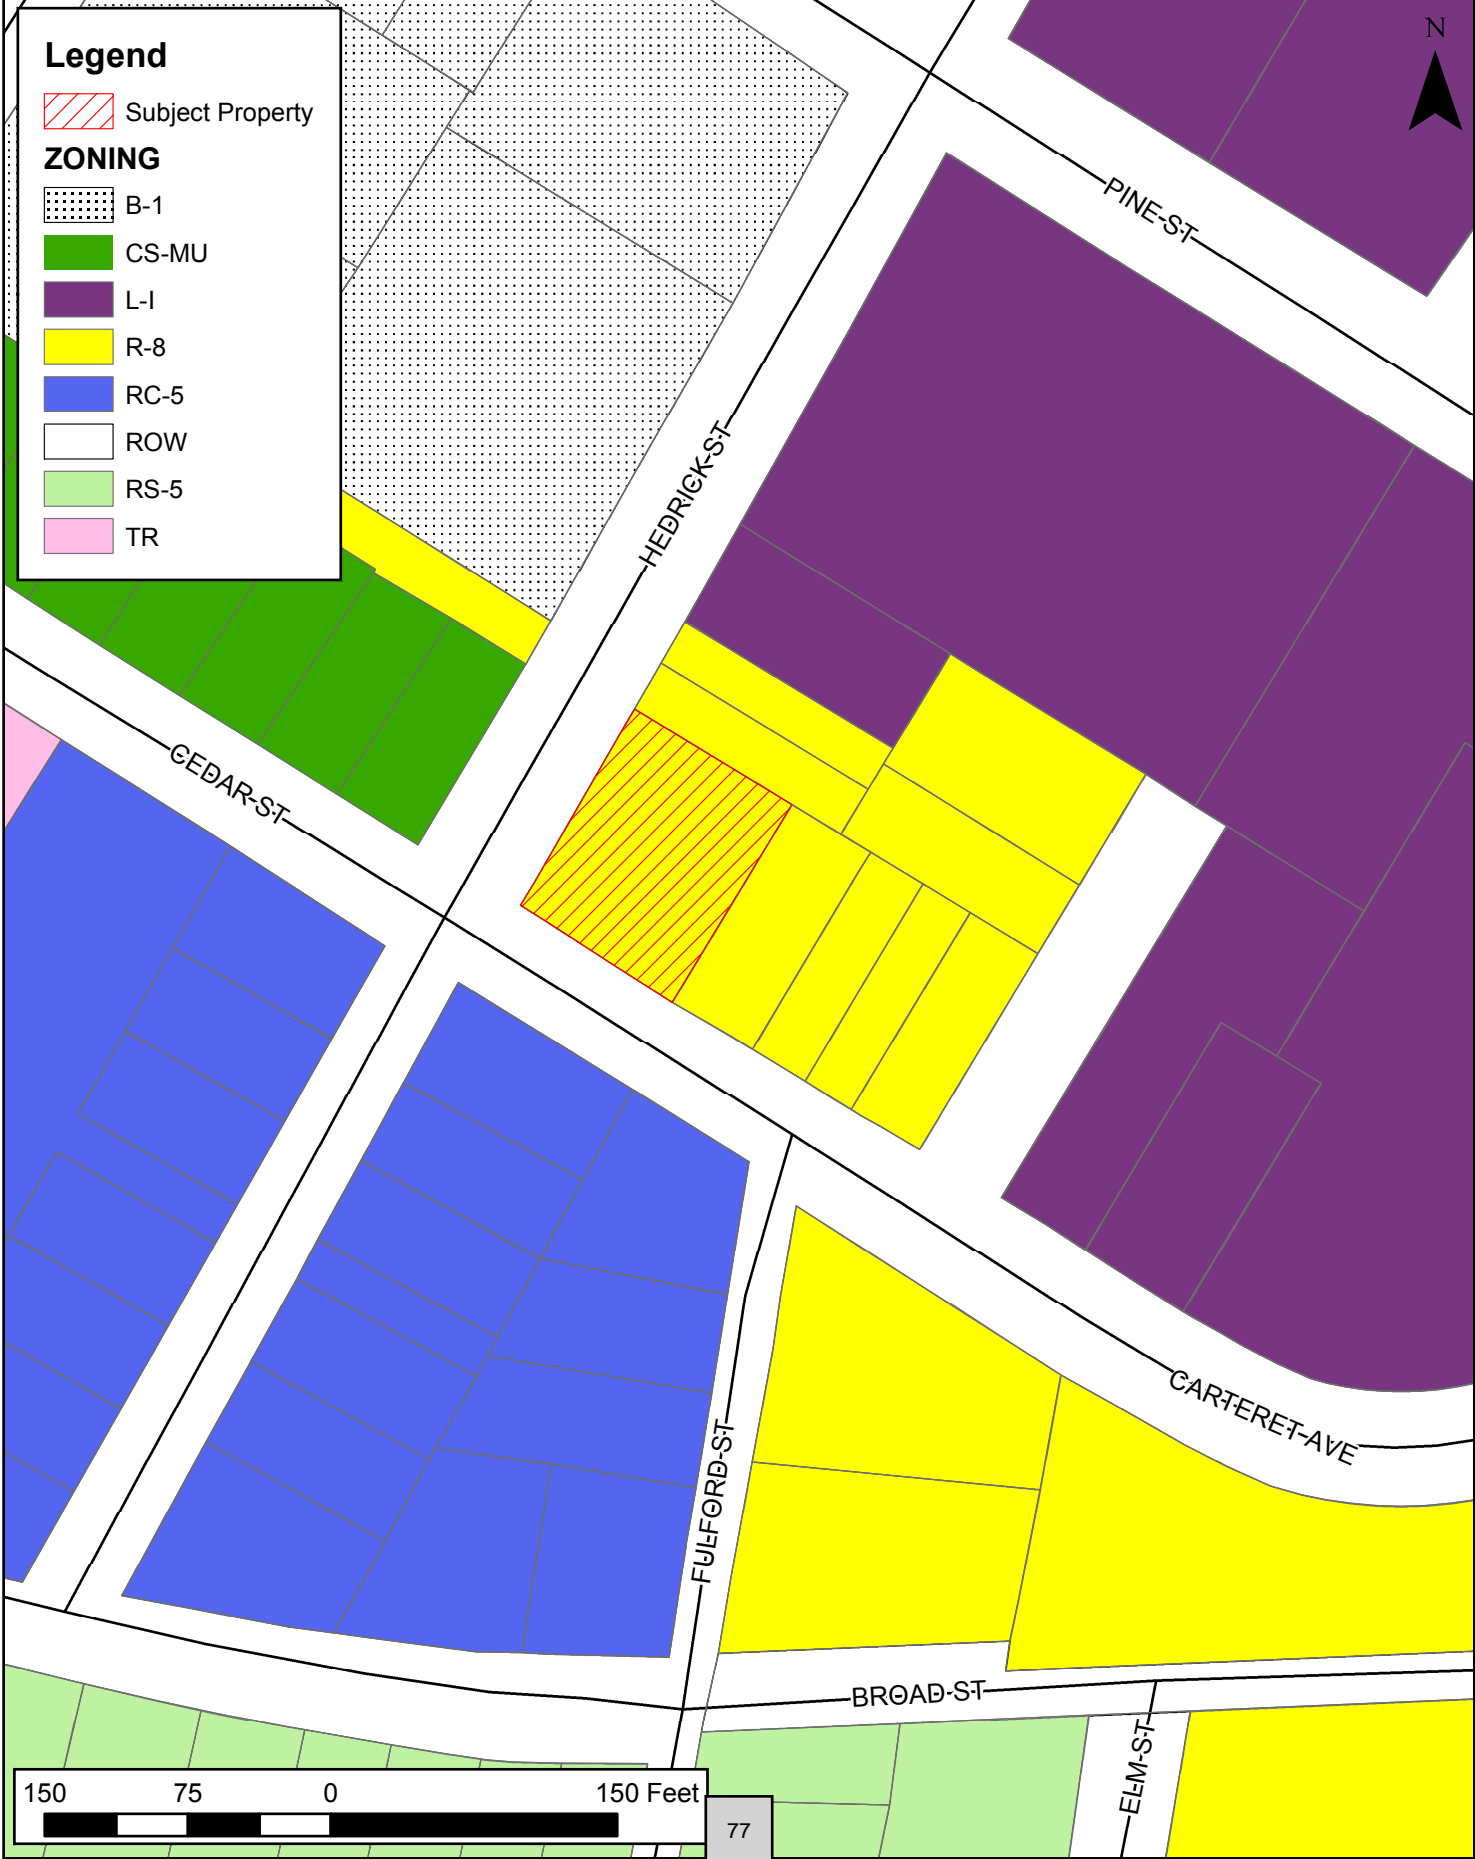 Legend
Subject Property
ZONING
B-1
CS-MU
L-I
R-8
RC-5
ROW
RS-5
TR
N
PINE ST
HEDRICK ST
CEDAR ST
CARTERET AVE
FULFORD ST
BROAD ST
ELM ST
150 75 0 150 Feet
77